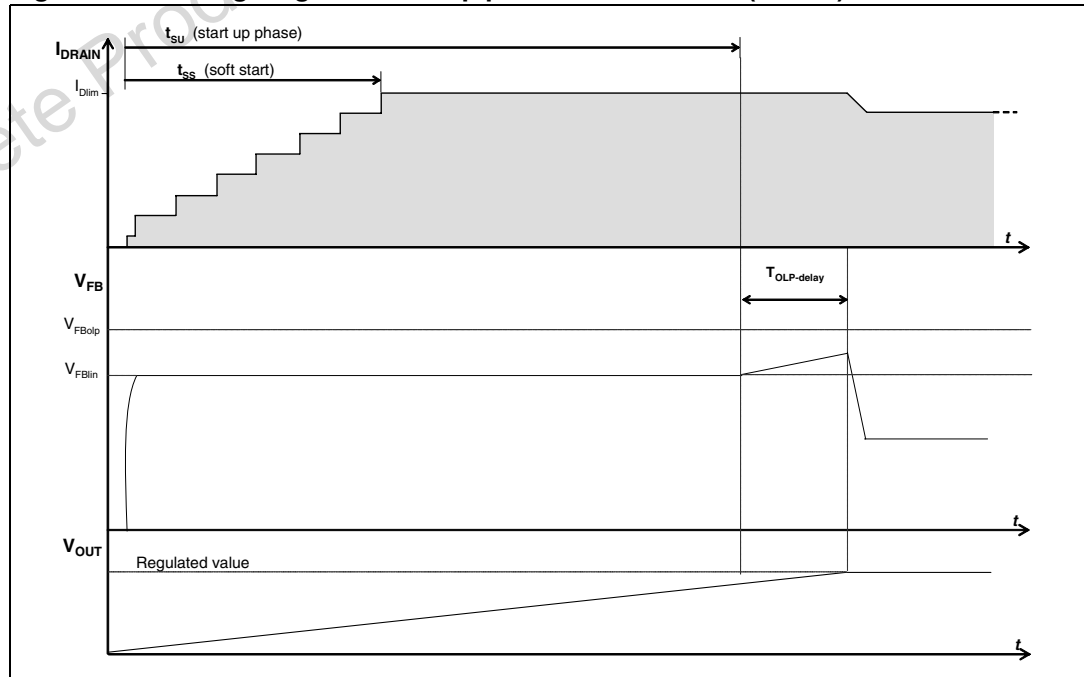 t_SU (start up phase)
I_DRAIN
t_SS (soft start)
I_Dlim
t
T_OLP-delay
V_FB
V_FBolp
V_FBlin
t
V_OUT
Regulated value
t